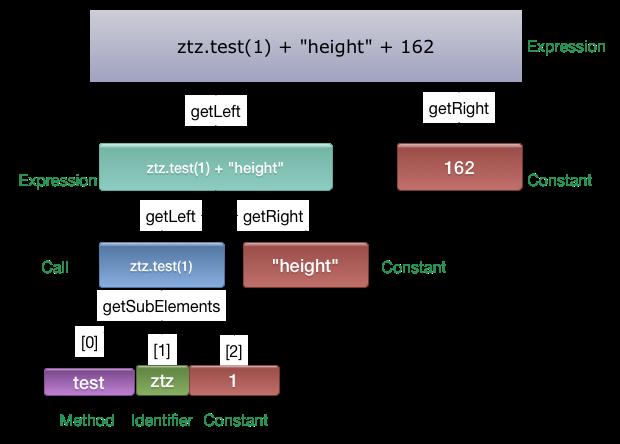 ztz.test(1) + "height" + 162
Expression
getLeft
getRight
Expression
ztz.test(1) + "height"
162
Constant
getLeft
getRight
Call
ztz.test(1)
"height"
Constant
getSubElements
[0]
[1]
[2]
test
ztz
1
Method
Identifier
Constant